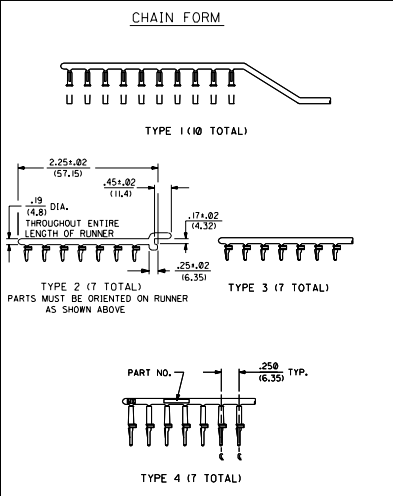 CHAIN FORM
TYPE 1 (10 TOTAL)
2.25±.02
(57.15)
.45±.02
(11.4)
.19
(4.8) DIA.
THROUGHOUT ENTIRE
LENGTH OF RUNNER
.17±.02
(4.32)
.25±.02
(6.35)
TYPE 2 (7 TOTAL)
PARTS MUST BE ORIENTED ON RUNNER
AS SHOWN ABOVE
TYPE 3 (7 TOTAL)
PART NO.
.250
(6.35) TYP.
TYPE 4 (7 TOTAL)